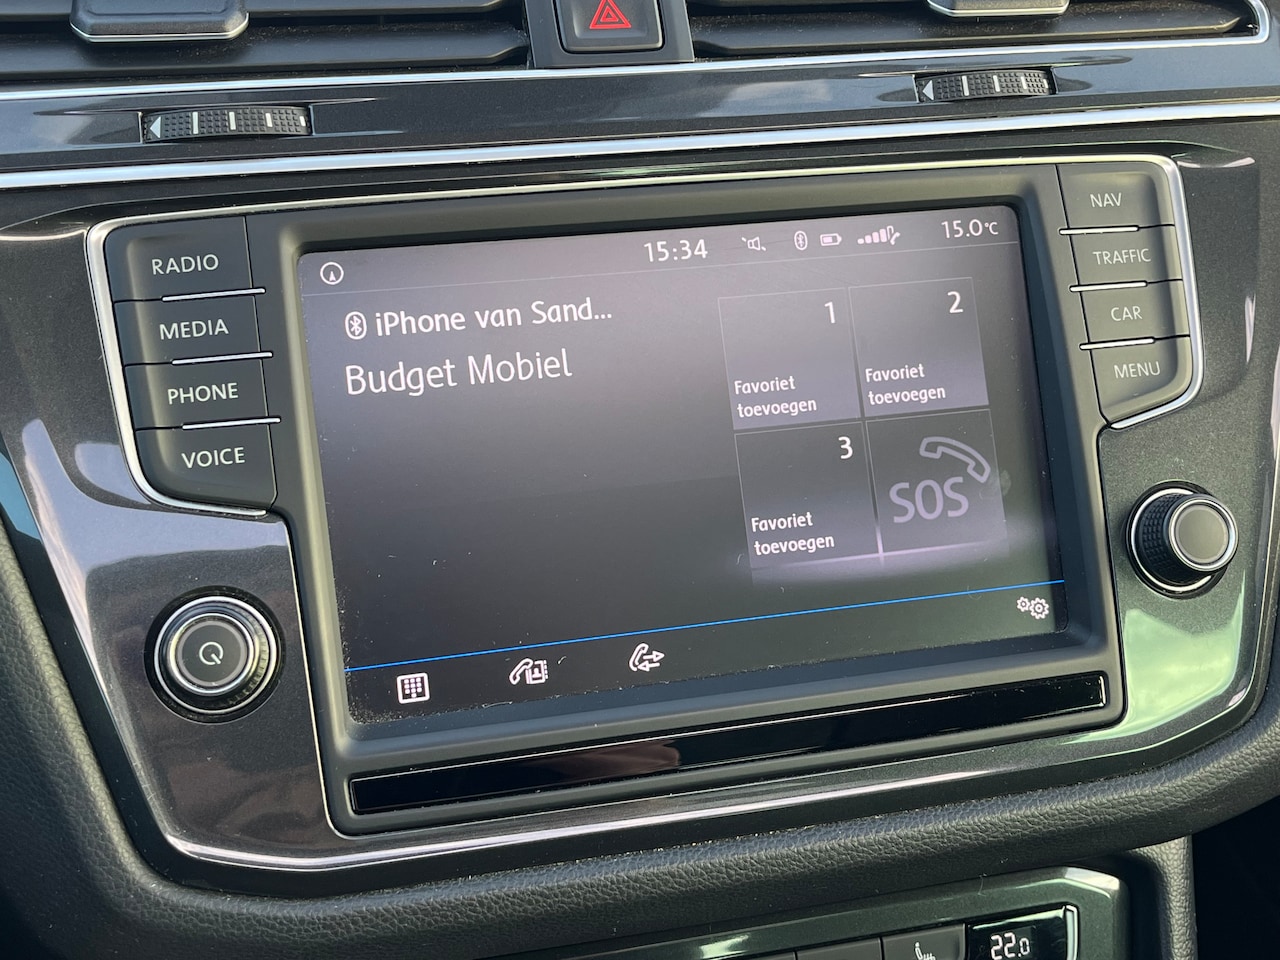 15:34
15.0°C
RADIO
MEDIA
PHONE
VOICE
iPhone van Sand...
Budget Mobiel
1
Favoriet
toevoegen
2
Favoriet
toevoegen
3
Favoriet
toevoegen
SOS
NAV
TRAFFIC
CAR
MENU
22.0